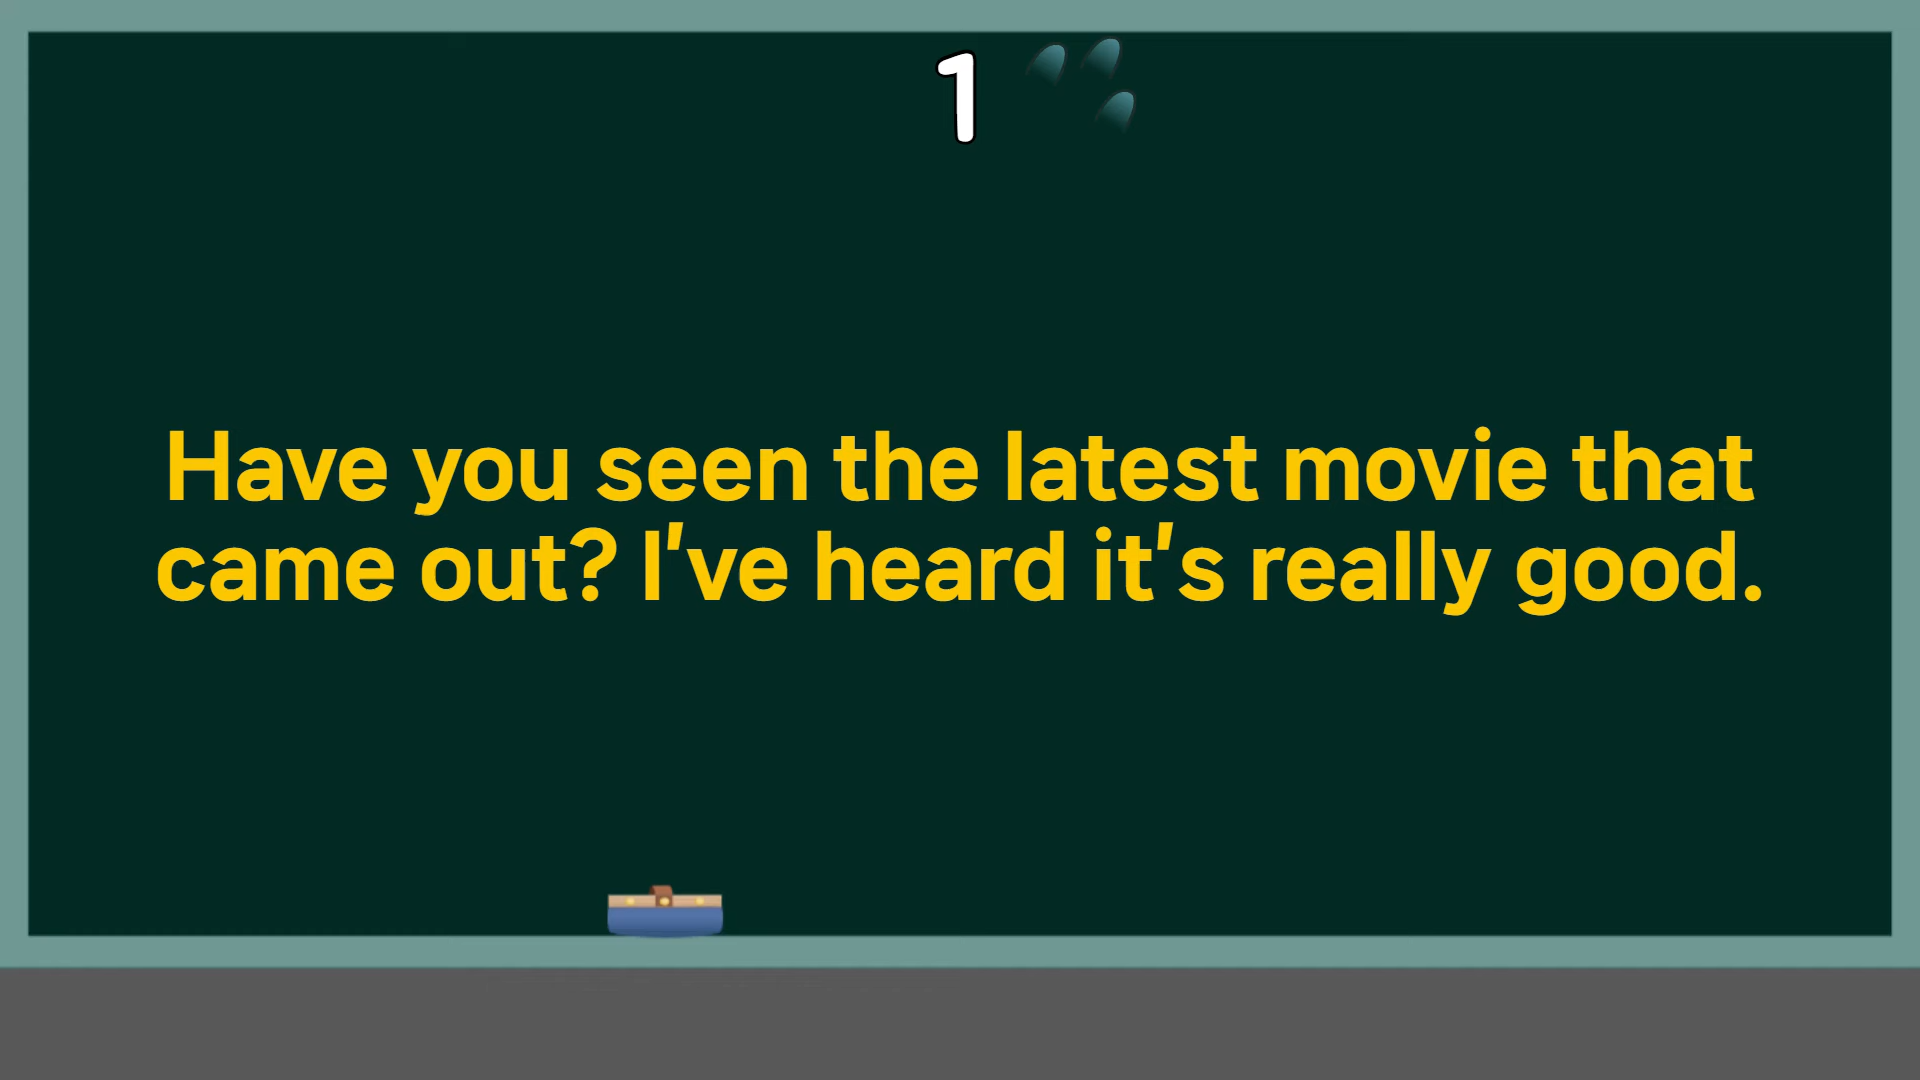 1
Have you seen the latest movie that
came out? I've heard it's really good.